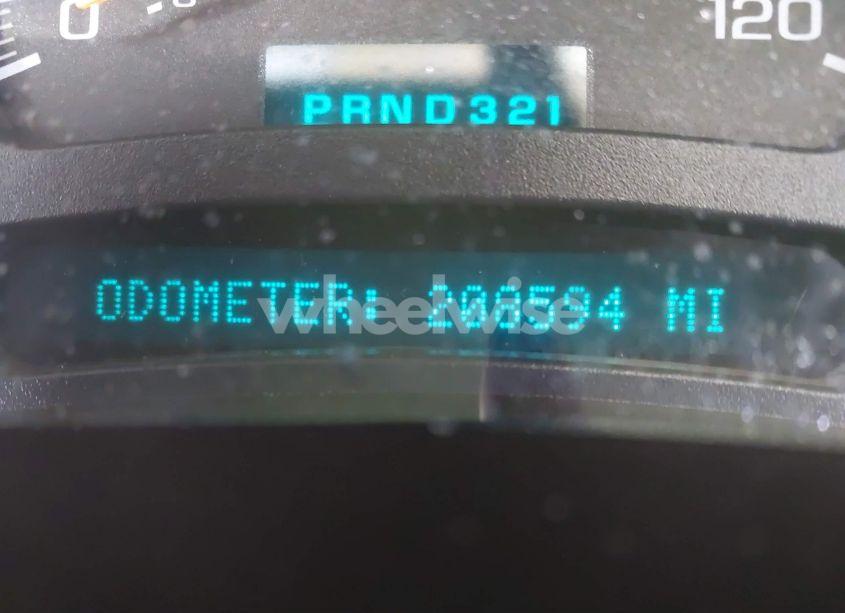 0
120
PRND321
ODOMETER: MI
wheelwise